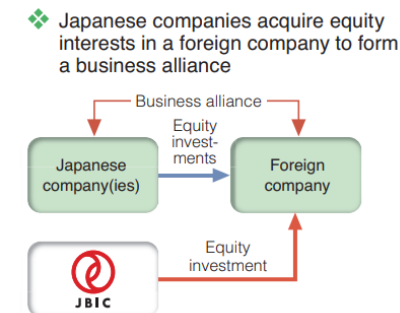 Japanese companies acquire equity
interests in a foreign company to form
a business alliance
Business alliance
Equity
invest-
ments
Japanese
company(ies)
Foreign
company
Equity
investment
JBIC